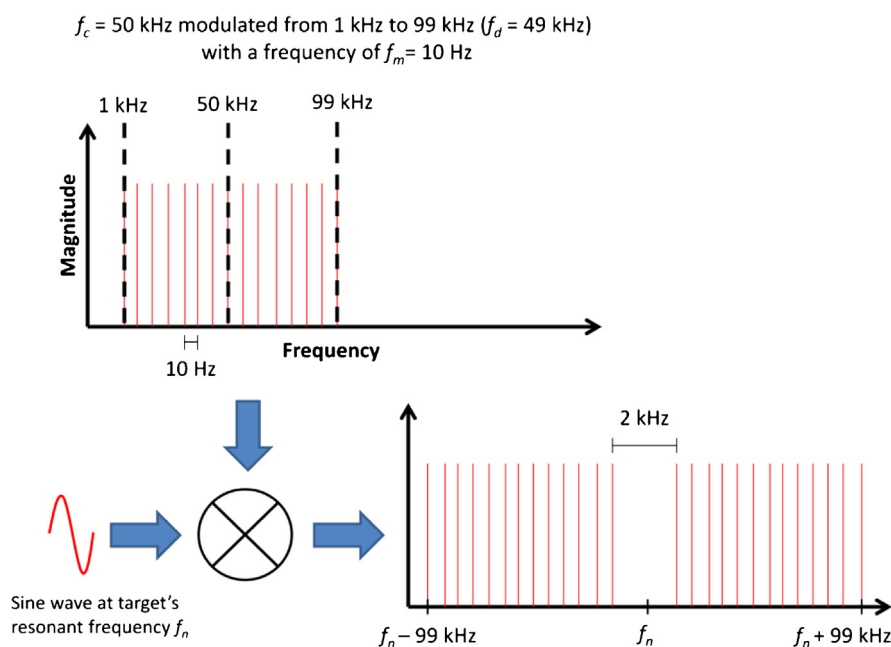 f_c = 50 kHz modulated from 1 kHz to 99 kHz (f_d = 49 kHz)
with a frequency of f_m= 10 Hz
1 kHz
50 kHz
99 kHz
Magnitude
Frequency
10 Hz
2 kHz
Sine wave at target's
resonant frequency f_n
f_n – 99 kHz
f_n
f_n + 99 kHz